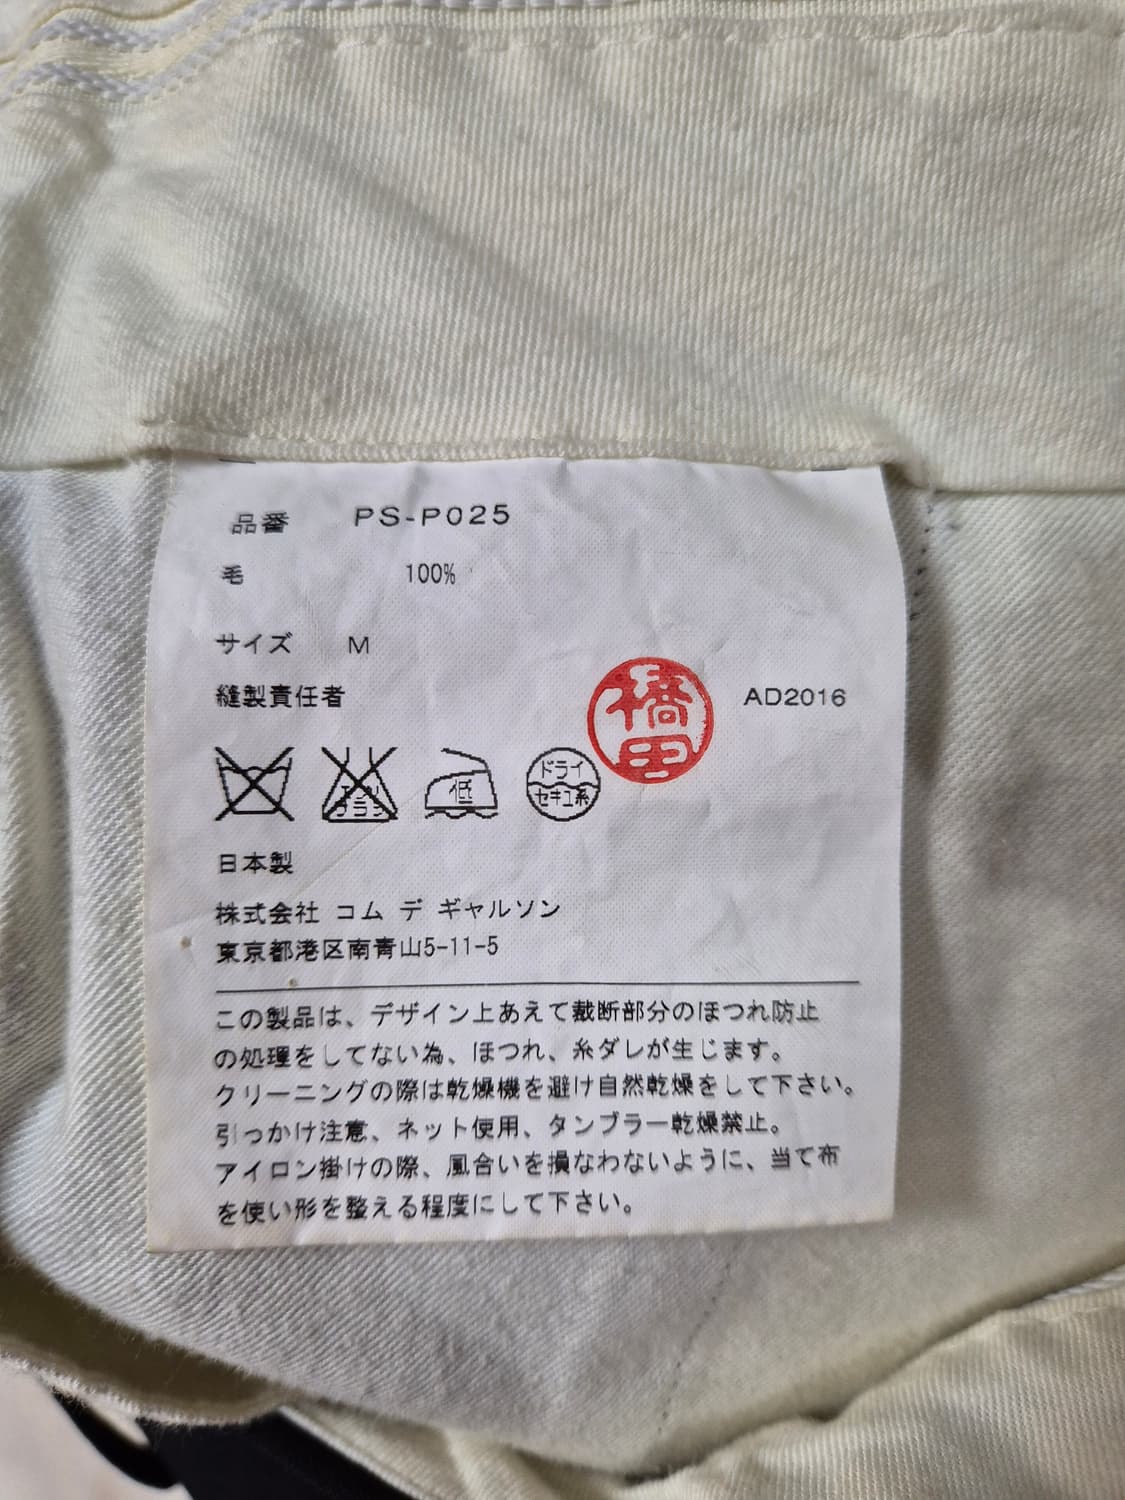 品番 PS-P025
毛 100%
サイズ M
縫製責任者
橋田
AD2016
エンソ
ブラシ
低
ドライ
セキユ系
日本製
株式会社 コム デ ギャルソン
東京都港区南青山5-11-5
この製品は、デザイン上あえて裁断部分のほつれ防止
の処理をしてない為、ほつれ、糸ダレが生じます。
クリーニングの際は乾燥機を避け自然乾燥をして下さい。
引っかけ注意、ネット使用、タンブラー乾燥禁止。
アイロン掛けの際、風合いを損なわないように、当て布
を使い形を整える程度にして下さい。